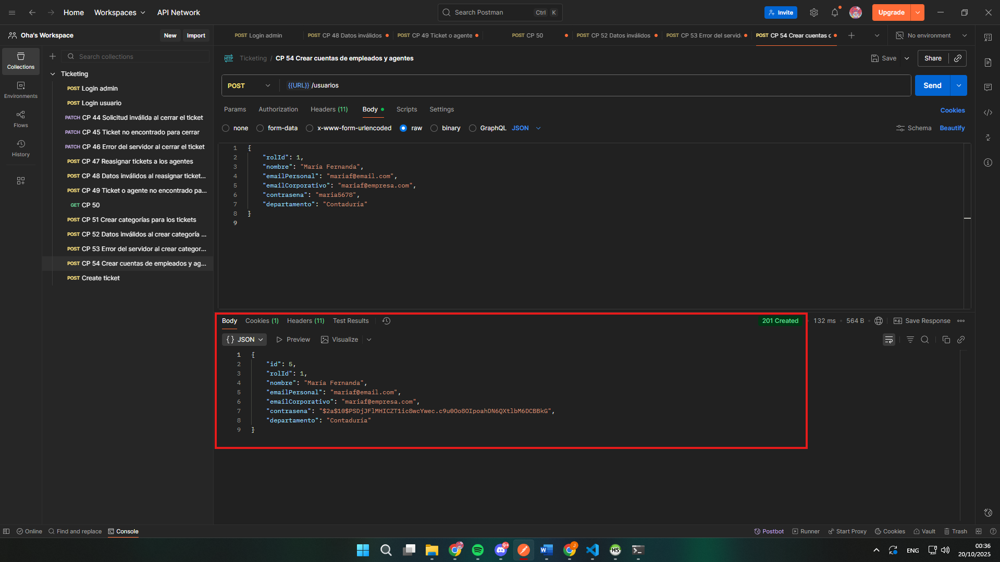 Home Workspaces API Network Search Postman Ctrl K Invite Upgrade
Oha's Workspace New Import POST Login admin POST CP 48 Datos inválidos POST CP 49 Ticket o agente POST CP 50 POST CP 52 Datos inválidos POST CP 53 Error del servid POST CP 54 Crear cuentas d No environment
Search collections
Collections
Environments
Flows
History
Ticketing
POST Login admin
POST Login usuario
PATCH CP 44 Solicitud inválida al cerrar el ticket
PATCH CP 45 Ticket no encontrado para cerrar
PATCH CP 46 Error del servidor al cerrar el ticket
POST CP 47 Reasignar tickets a los agentes
POST CP 48 Datos inválidos al reasignar ticket...
POST CP 49 Ticket o agente no encontrado pa...
GET CP 50
POST CP 51 Crear categorías para los tickets
POST CP 52 Datos inválidos al crear categoría ...
POST CP 53 Error del servidor al crear categor...
POST CP 54 Crear cuentas de empleados y ag...
POST Create ticket
HTTP Ticketing / CP 54 Crear cuentas de empleados y agentes Save Share
POST {{URL}} /usuarios Send
Params Authorization Headers (11) Body Scripts Settings Cookies
none form-data x-www-form-urlencoded raw binary GraphQL JSON Schema Beautify
1 {
2 "rolId": 1,
3 "nombre": "María Fernanda",
4 "emailPersonal": "mariaf@email.com",
5 "emailCorporativo": "mariaf@empresa.com",
6 "contrasena": "maria5678",
7 "departamento": "Contaduría"
8 }
9
Body Cookies (1) Headers (11) Test Results 201 Created 132 ms 564 B e.g. Save Response
{} JSON Preview Visualize
1 {
2 "id": 5,
3 "rolId": 1,
4 "nombre": "María Fernanda",
5 "emailPersonal": "mariaf@email.com",
6 "emailCorporativo": "mariaf@empresa.com",
7 "contrasena": "$2a$10$PSDjJFlMHICZT1ic8wcYwec.c9u0Oo8OIpoahDN6QXtlbM6DCBBkG",
8 "departamento": "Contaduría"
9 }
Online Find and replace Console Postbot Runner Start Proxy Cookies Vault Trash
9+ W J HS ENG 00:36
20/10/2025